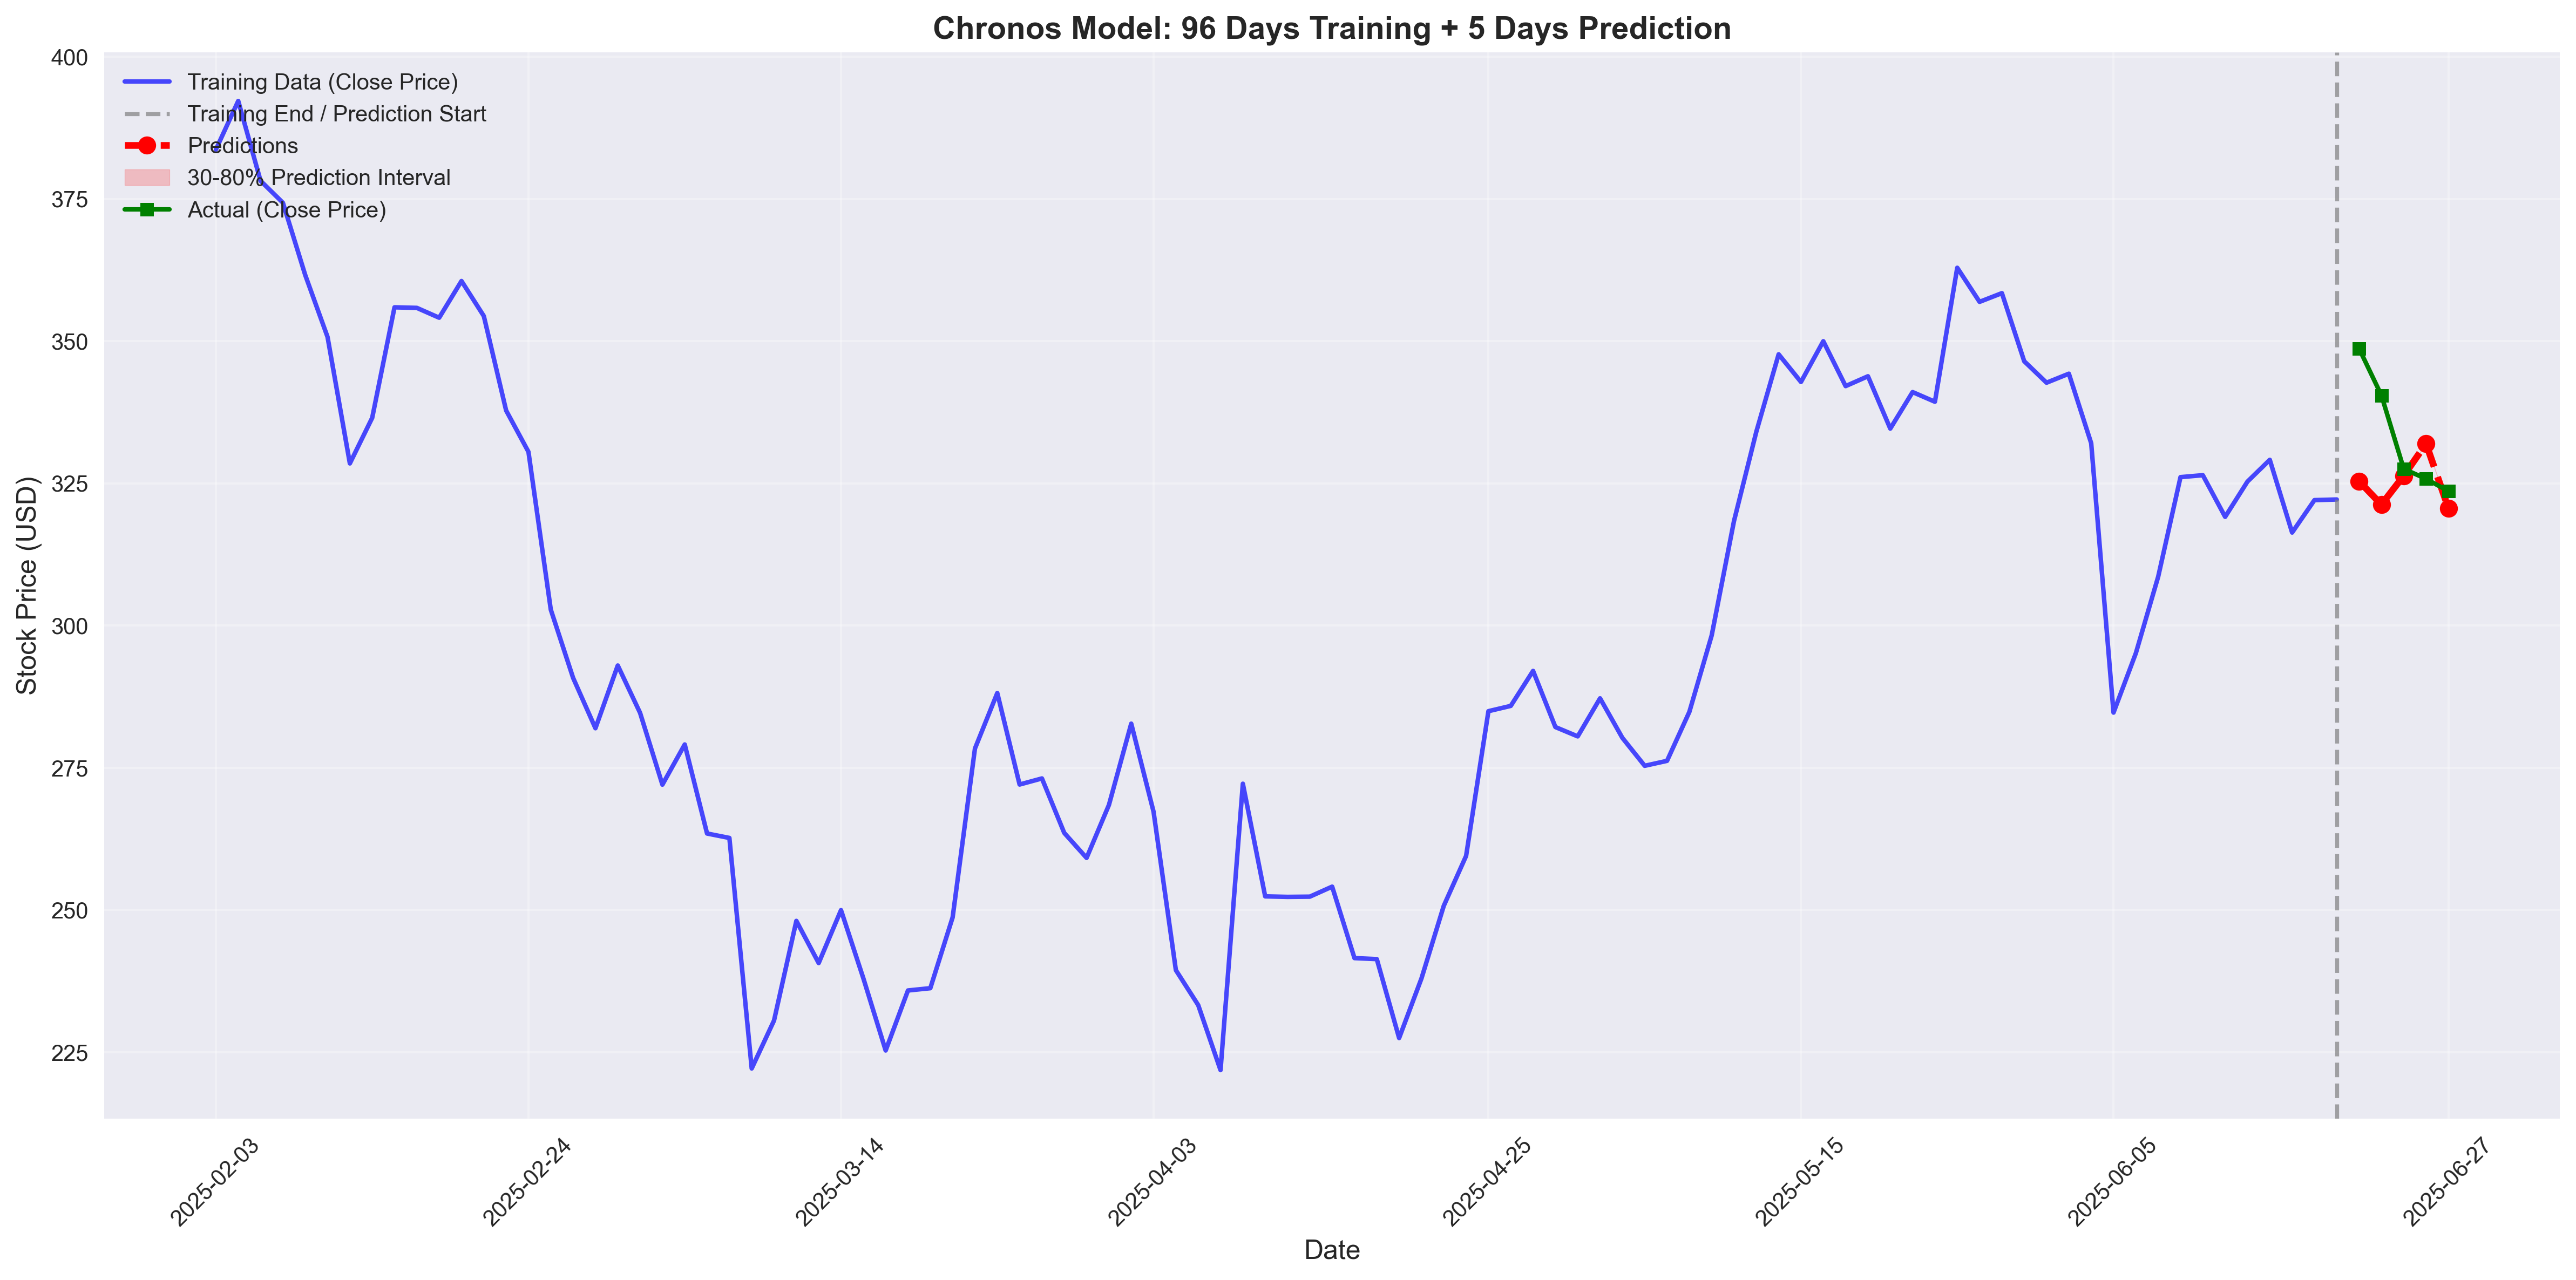 Chronos Model: 96 Days Training + 5 Days Prediction
400
375
350
325
300
275
250
225
Stock Price (USD)
Training Data (Close Price)
Training End / Prediction Start
Predictions
30-80% Prediction Interval
Actual (Close Price)
2025-02-03
2025-02-24
2025-03-14
2025-04-03
2025-04-25
2025-05-15
2025-06-05
2025-06-27
Date